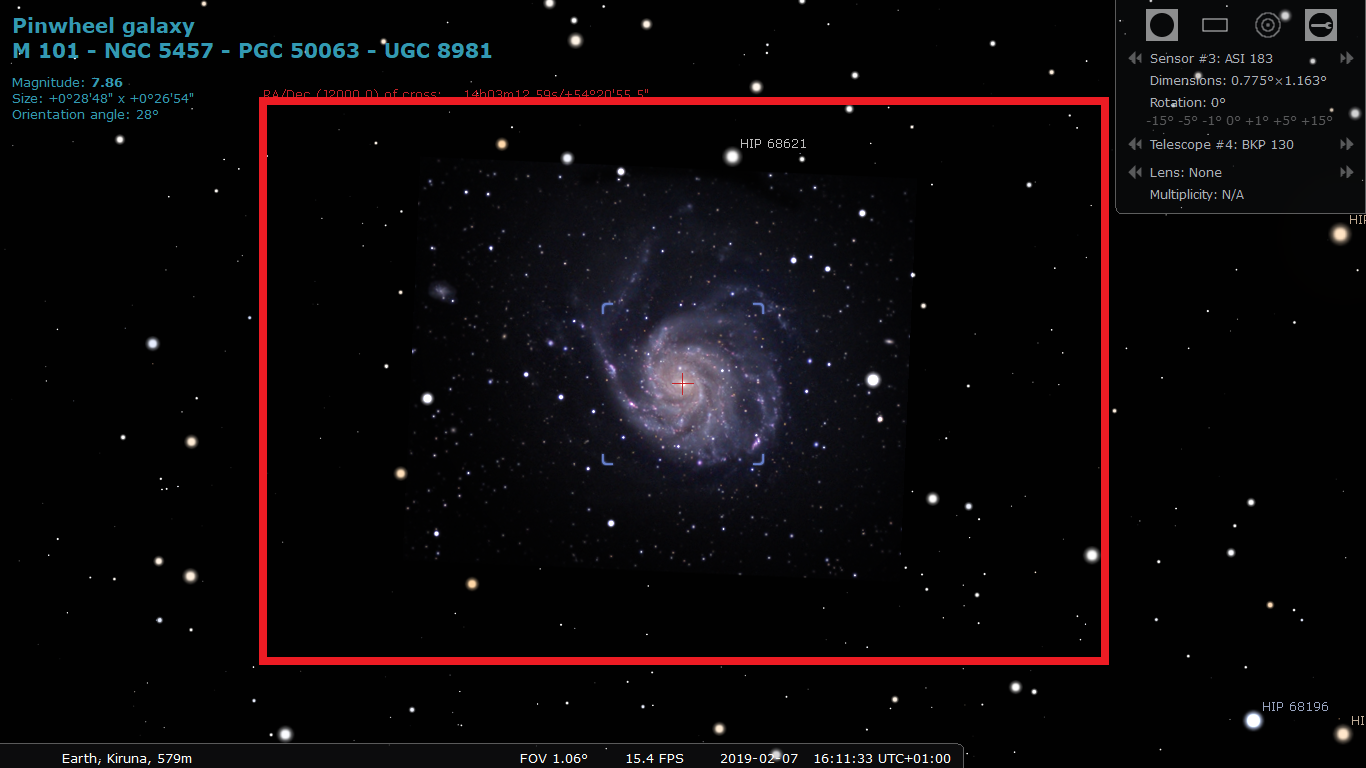 Pinwheel galaxy
M 101 - NGC 5457 - PGC 50063 - UGC 8981
Magnitude: 7.86
Size: +0°28'48" x +0°26'54"
Orientation angle: 28°
RA/Dec (J2000.0) of cross: 14h03m12.59s/+54°20'55.5"
Sensor #3: ASI 183
Dimensions: 0.775°×1.163°
Rotation: 0°
-15° -5° -1° 0° +1° +5° +15°
Telescope #4: BKP 130
Lens: None
Multiplicity: N/A
HIP 68621
HIP
HIP 68196
HI
Earth, Kiruna, 579m FOV 1.06° 15.4 FPS 2019-02-07 16:11:33 UTC+01:00